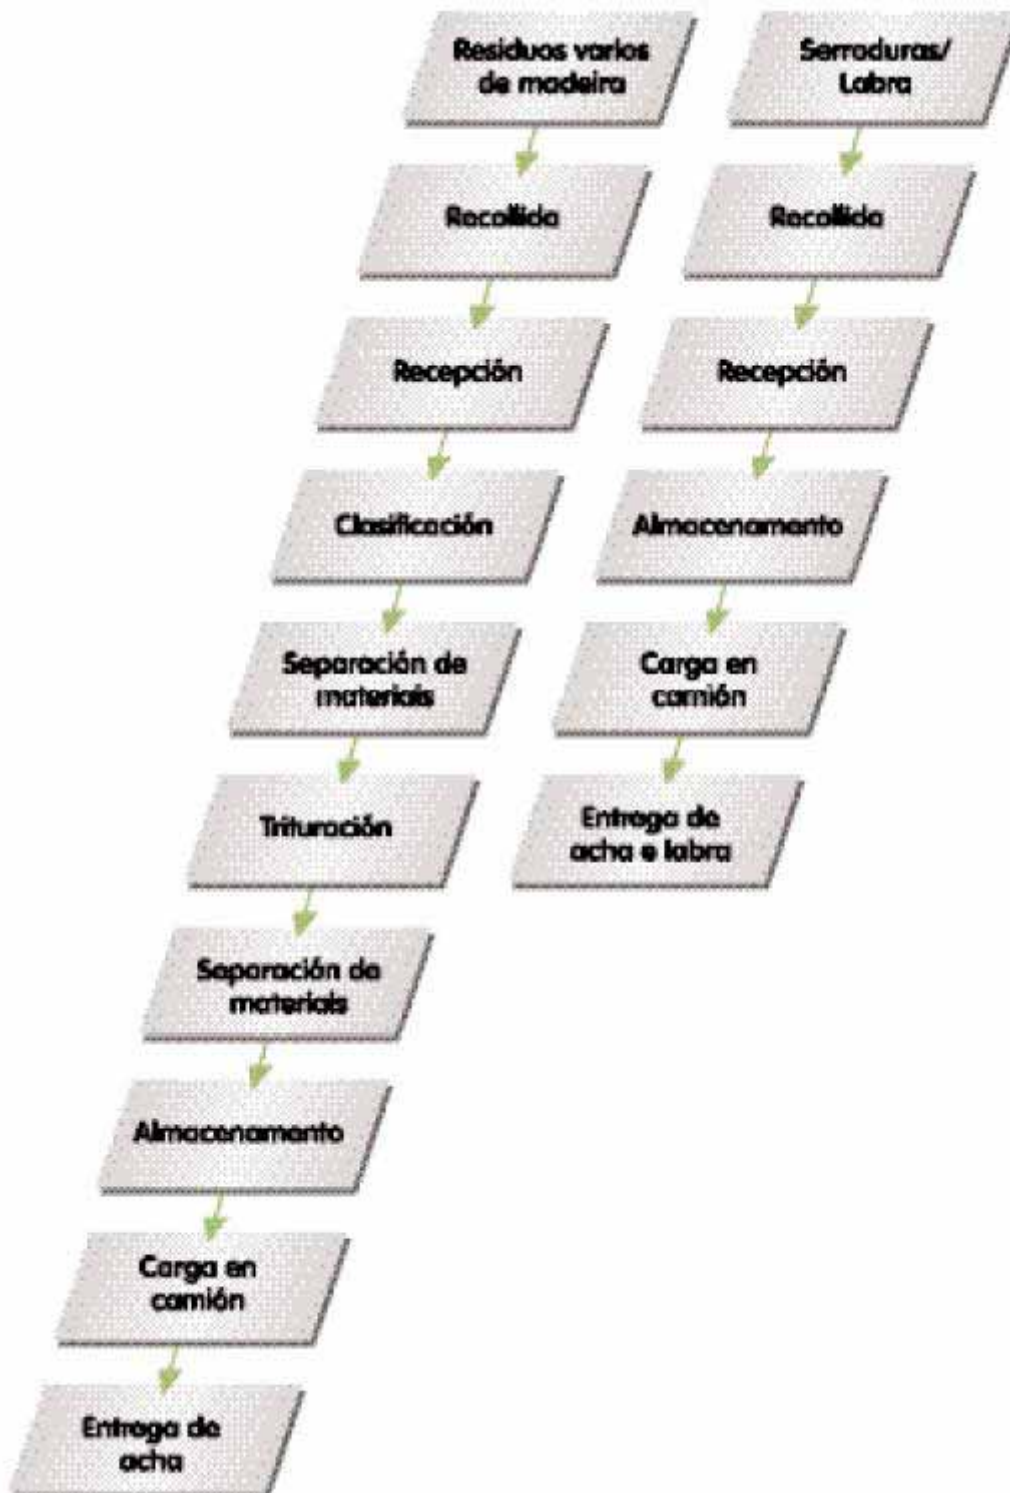 Residuos varios
de madeira
Recollida
Recepción
Clasificación
Separación de
materiais
Trituración
Separación de
materiais
Almacenamento
Carga en
camión
Entrega de
acha
Serraduras/
Labra
Recollida
Recepción
Almacenamento
Carga en
camión
Entrega de
acha e labra